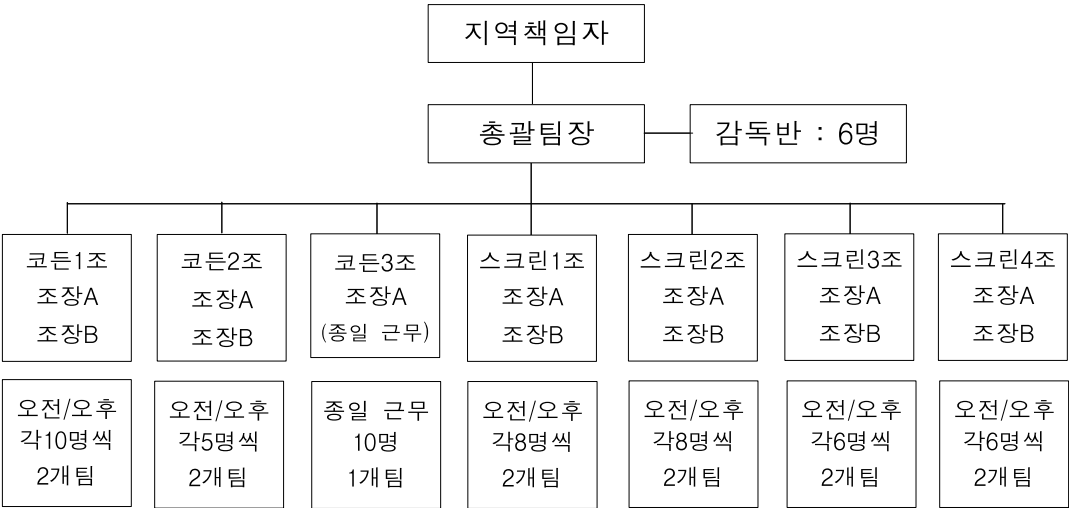 지역책임자
총괄팀장
감독반 : 6명
코든1조
조장A
조장B
코든2조
조장A
조장B
코든3조
조장A
(종일 근무)
스크린1조
조장A
조장B
스크린2조
조장A
조장B
스크린3조
조장A
조장B
스크린4조
조장A
조장B
오전/오후
각10명씩
2개팀
오전/오후
각5명씩
2개팀
종일 근무
10명
1개팀
오전/오후
각8명씩
2개팀
오전/오후
각8명씩
2개팀
오전/오후
각6명씩
2개팀
오전/오후
각6명씩
2개팀